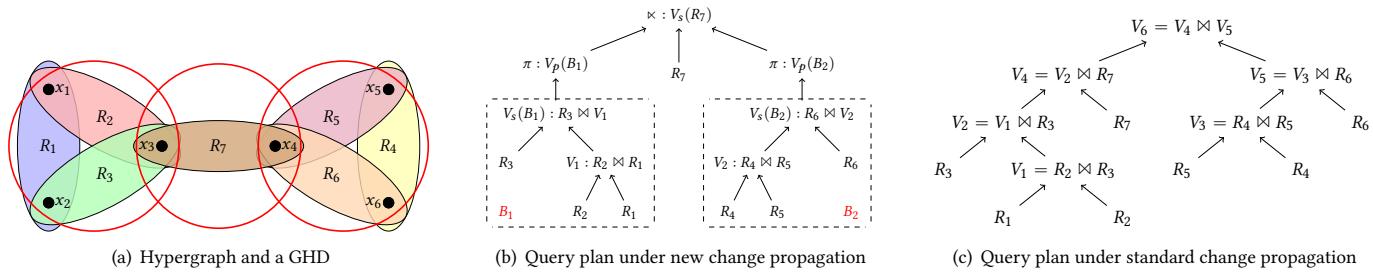 x₁
x₅
R₂
R₅
R₁
x₃
R₇
x₄
R₄
R₃
R₆
x₂
x₆
(a) Hypergraph and a GHD
⋉ : Vₛ(R₇)
π : Vₚ(B₁)
R₇
π : Vₚ(B₂)
Vₛ(B₁) : R₃ ⋈ V₁
Vₛ(B₂) : R₆ ⋈ V₂
R₃
V₁ : R₂ ⋈ R₁
V₂ : R₄ ⋈ R₅
R₆
B₁
R₂
R₁
R₄
R₅
B₂
(b) Query plan under new change propagation
V₆ = V₄ ⋈ V₅
V₄ = V₂ ⋈ R₇
V₅ = V₃ ⋈ R₆
V₂ = V₁ ⋈ R₃
R₇
V₃ = R₄ ⋈ R₅
R₆
R₃
V₁ = R₂ ⋈ R₃
R₅
R₄
R₁
R₂
(c) Query plan under standard change propagation